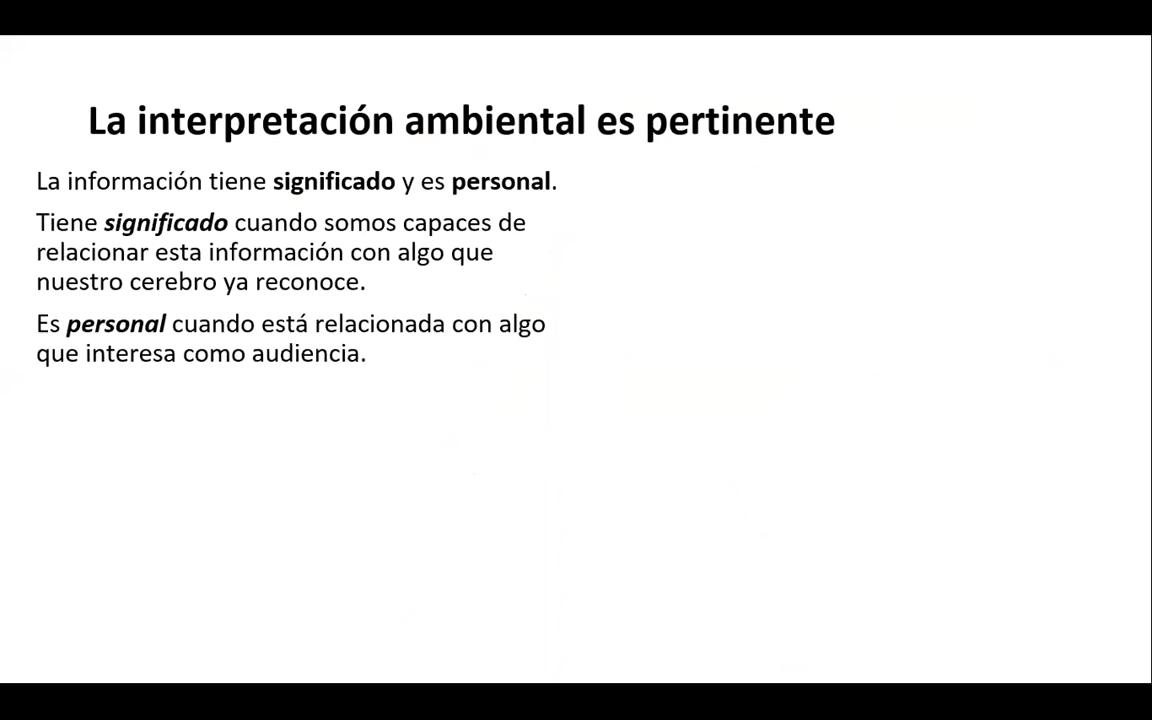 La interpretación ambiental es pertinente
La información tiene significado y es personal.
Tiene significado cuando somos capaces de
relacionar esta información con algo que
nuestro cerebro ya reconoce.
Es personal cuando está relacionada con algo
que interesa como audiencia.